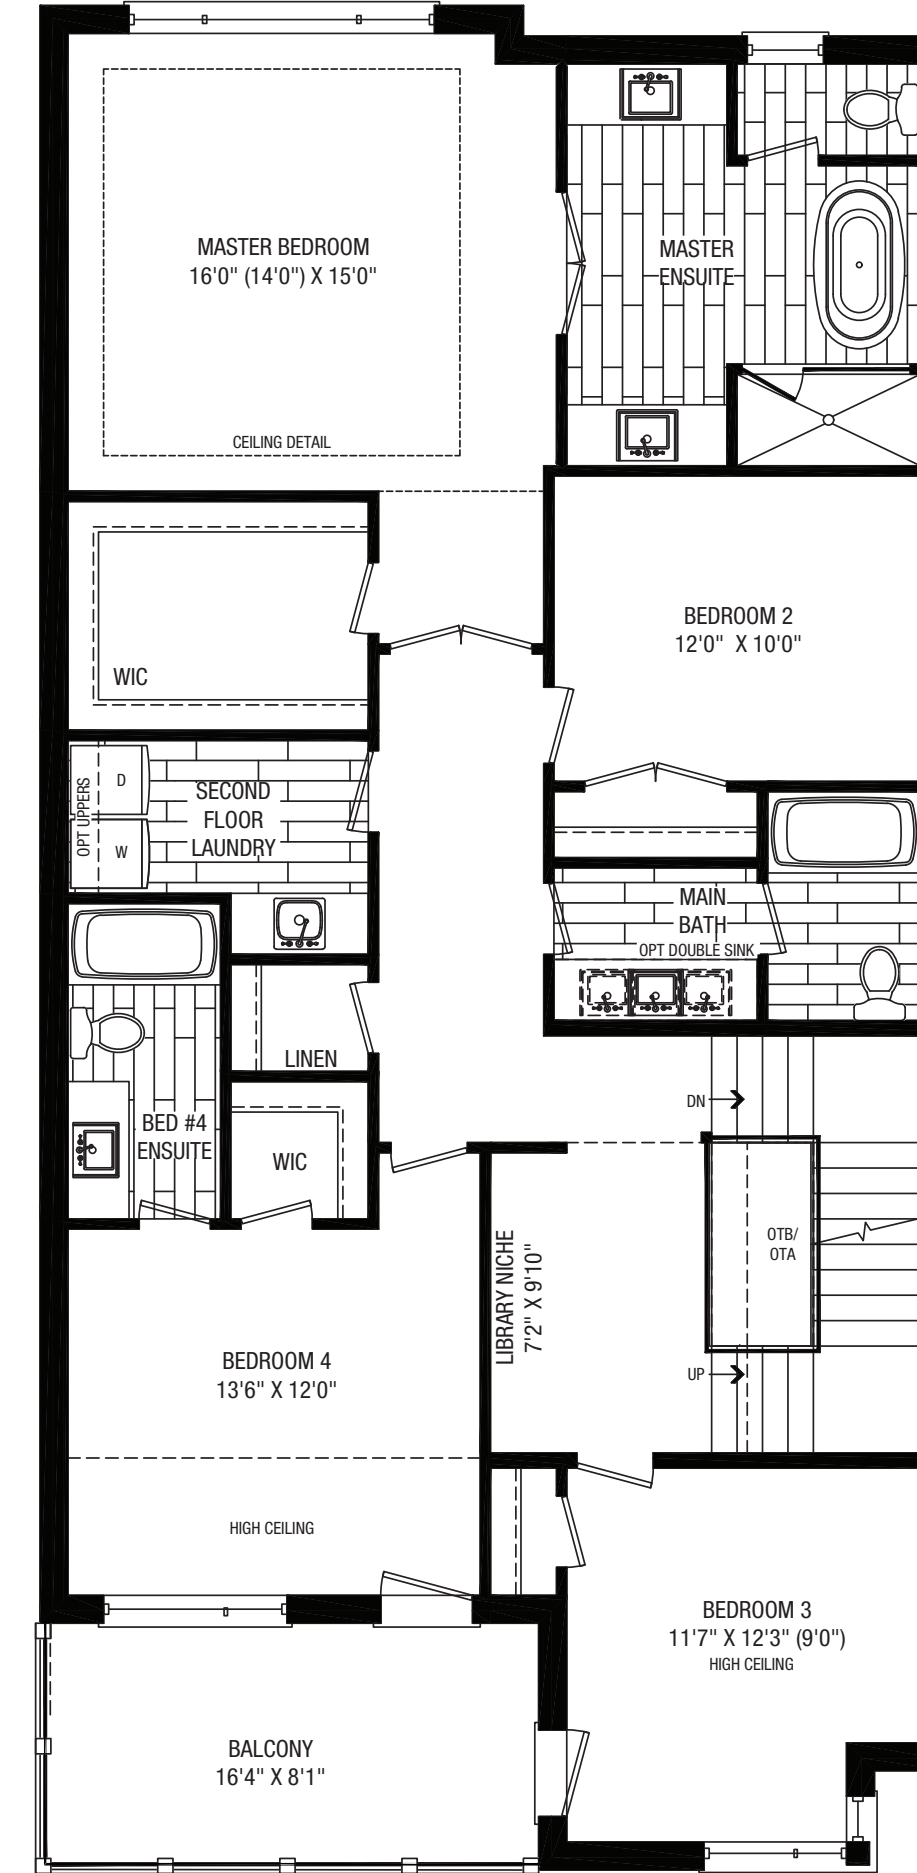 MASTER BEDROOM
16'0" (14'0") X 15'0"
CEILING DETAIL
MASTER
ENSUITE
BEDROOM 2
12'0" X 10'0"
WIC
OPT UPPERS
D
W
SECOND
FLOOR
LAUNDRY
MAIN
BATH
OPT DOUBLE SINK
LINEN
BED #4
ENSUITE
WIC
DN
OTB/
OTA
UP
LIBRARY NICHE
7'2" X 9'10"
BEDROOM 4
13'6" X 12'0"
HIGH CEILING
BEDROOM 3
11'7" X 12'3" (9'0")
HIGH CEILING
BALCONY
16'4" X 8'1"